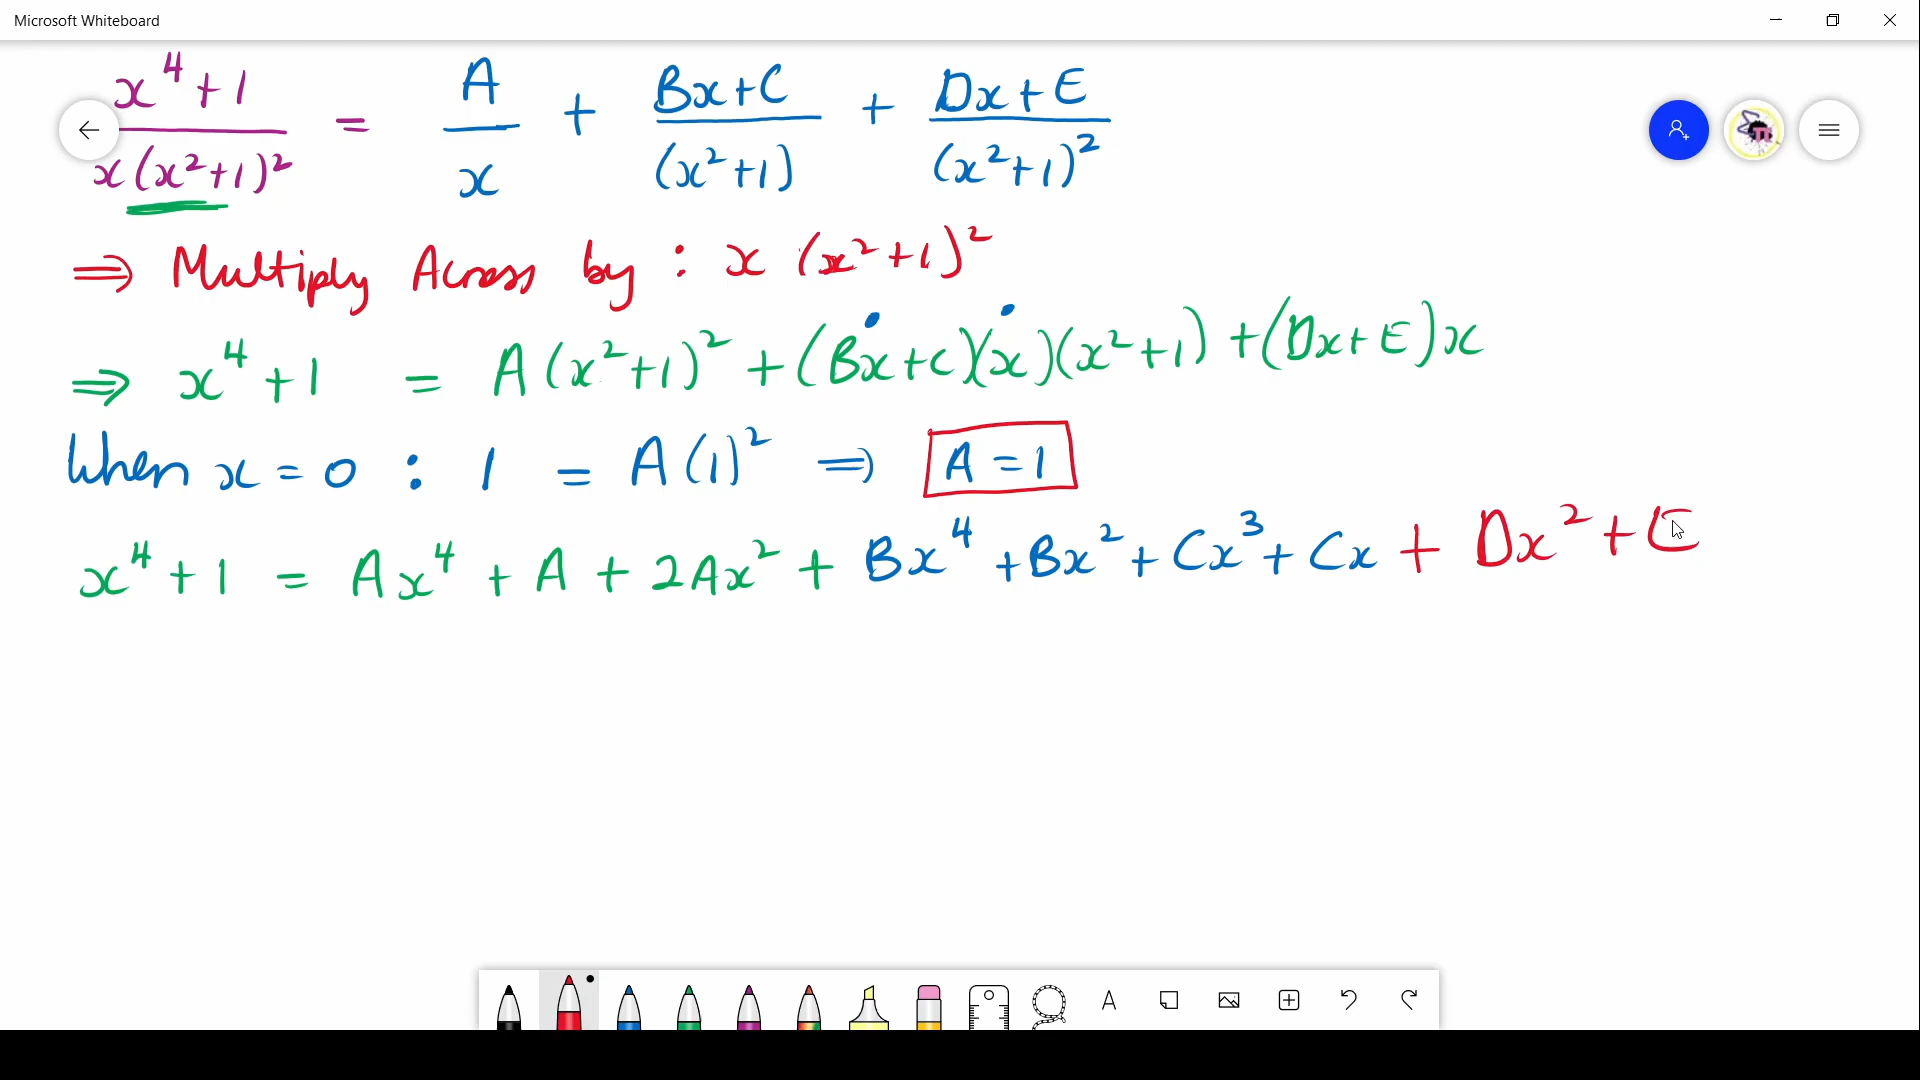 Microsoft Whiteboard
x⁴+1 / x(x²+1)² = A / x + Bx+C / (x²+1) + Dx+E / (x²+1)²
⇒ Multiply Across by : x (x²+1)²
⇒ x⁴+1 = A(x²+1)² + (Bx+C)(x)(x²+1) + (Dx+E)x
When x=0 : 1 = A(1)² ⇒ A=1
x⁴+1 = Ax⁴ + A + 2Ax² + Bx⁴ + Bx² + Cx³ + Cx + Dx² + E